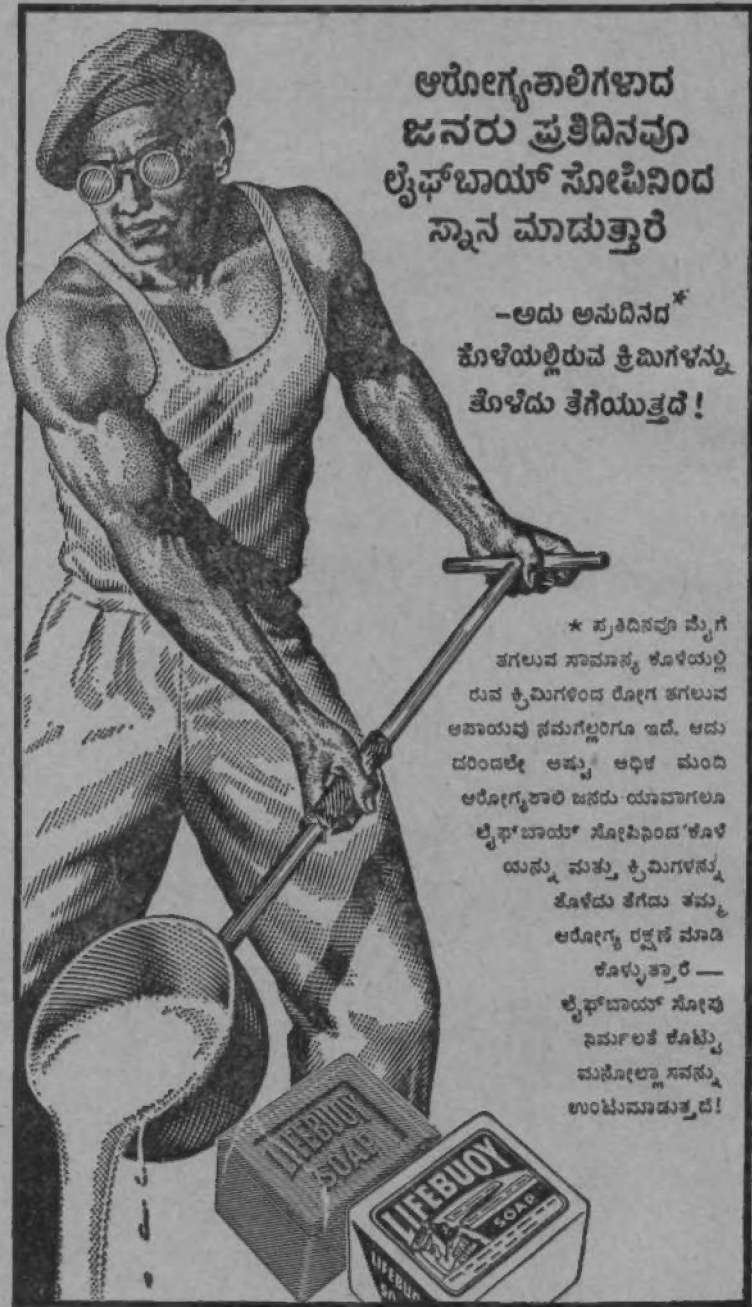 ಆರೋಗ್ಯಶಾಲಿಗಳಾದ
ಜನರು ಪ್ರತಿದಿನವೂ
ಲೈಫ್‌ಬಾಯ್ ಸೋಪಿನಿಂದ
ಸ್ನಾನ ಮಾಡುತ್ತಾರೆ
-ಅದು ಅನುದಿನದ*
ಕೊಳೆಯಲ್ಲಿರುವ ಕ್ರಿಮಿಗಳನ್ನು
ತೊಳೆದು ತೆಗೆಯುತ್ತದೆ!
* ಪ್ರತಿದಿನವೂ ಮೈಗೆ
ತಗಲುವ ಸಾಮಾನ್ಯ ಕೊಳೆಯಲ್ಲಿ
ರುವ ಕ್ರಿಮಿಗಳಿಂದ ರೋಗ ತಗಲುವ
ಅಪಾಯವು ನಮಗೆಲ್ಲರಿಗೂ ಇದೆ. ಆದು
ದರಿಂದಲೇ ಅಷ್ಟು ಅಧಿಕ ಮಂದಿ
ಆರೋಗ್ಯಶಾಲಿ ಜನರು ಯಾವಾಗಲೂ
ಲೈಫ್‌ಬಾಯ್ ಸೋಪಿನಿಂದ ಕೊಳೆ
ಯನ್ನು ಮತ್ತು ಕ್ರಿಮಿಗಳನ್ನು
ತೊಳೆದು ತೆಗೆದು ತಮ್ಮ
ಆರೋಗ್ಯ ರಕ್ಷಣೆ ಮಾಡಿ
ಕೊಳ್ಳುತ್ತಾರೆ —
ಲೈಫ್‌ಬಾಯ್ ಸೋಪು
ನಿರ್ಮಲತೆ ಕೊಟ್ಟು
ಮನೋಲ್ಲಾಸವನ್ನು
ಉಂಟುಮಾಡುತ್ತದೆ!
LIFEBUOY
SOAP
LIFEBUOY
SOAP
LIFEBUO
SO